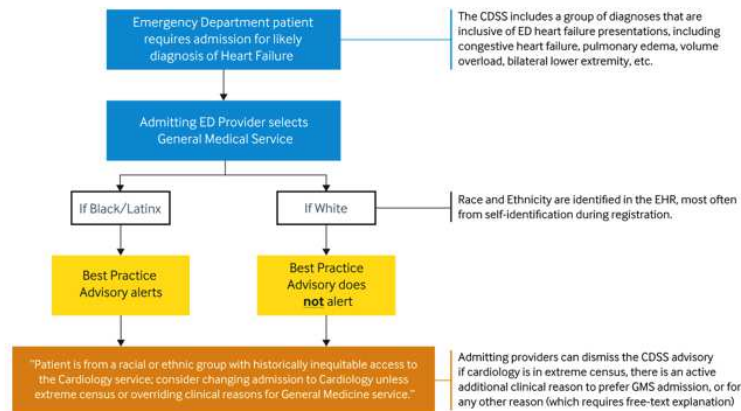 Emergency Department patient
requires admission for likely
diagnosis of Heart Failure
The CDSS includes a group of diagnoses that are
inclusive of ED heart failure presentations, including
congestive heart failure, pulmonary edema, volume
overload, bilateral lower extremity, etc.
Admitting ED Provider selects
General Medical Service
If Black/Latinx
If White
Race and Ethnicity are identified in the EHR, most often
from self-identification during registration.
Best Practice
Advisory alerts
Best Practice
Advisory does
not alert
"Patient is from a racial or ethnic group with historically inequitable access to
the Cardiology service; consider changing admission to Cardiology unless
extreme census or overriding clinical reasons for General Medicine service."
Admitting providers can dismiss the CDSS advisory
if cardiology is in extreme census, there is an active
additional clinical reason to prefer GMS admission, or for
any other reason (which requires free-text explanation)